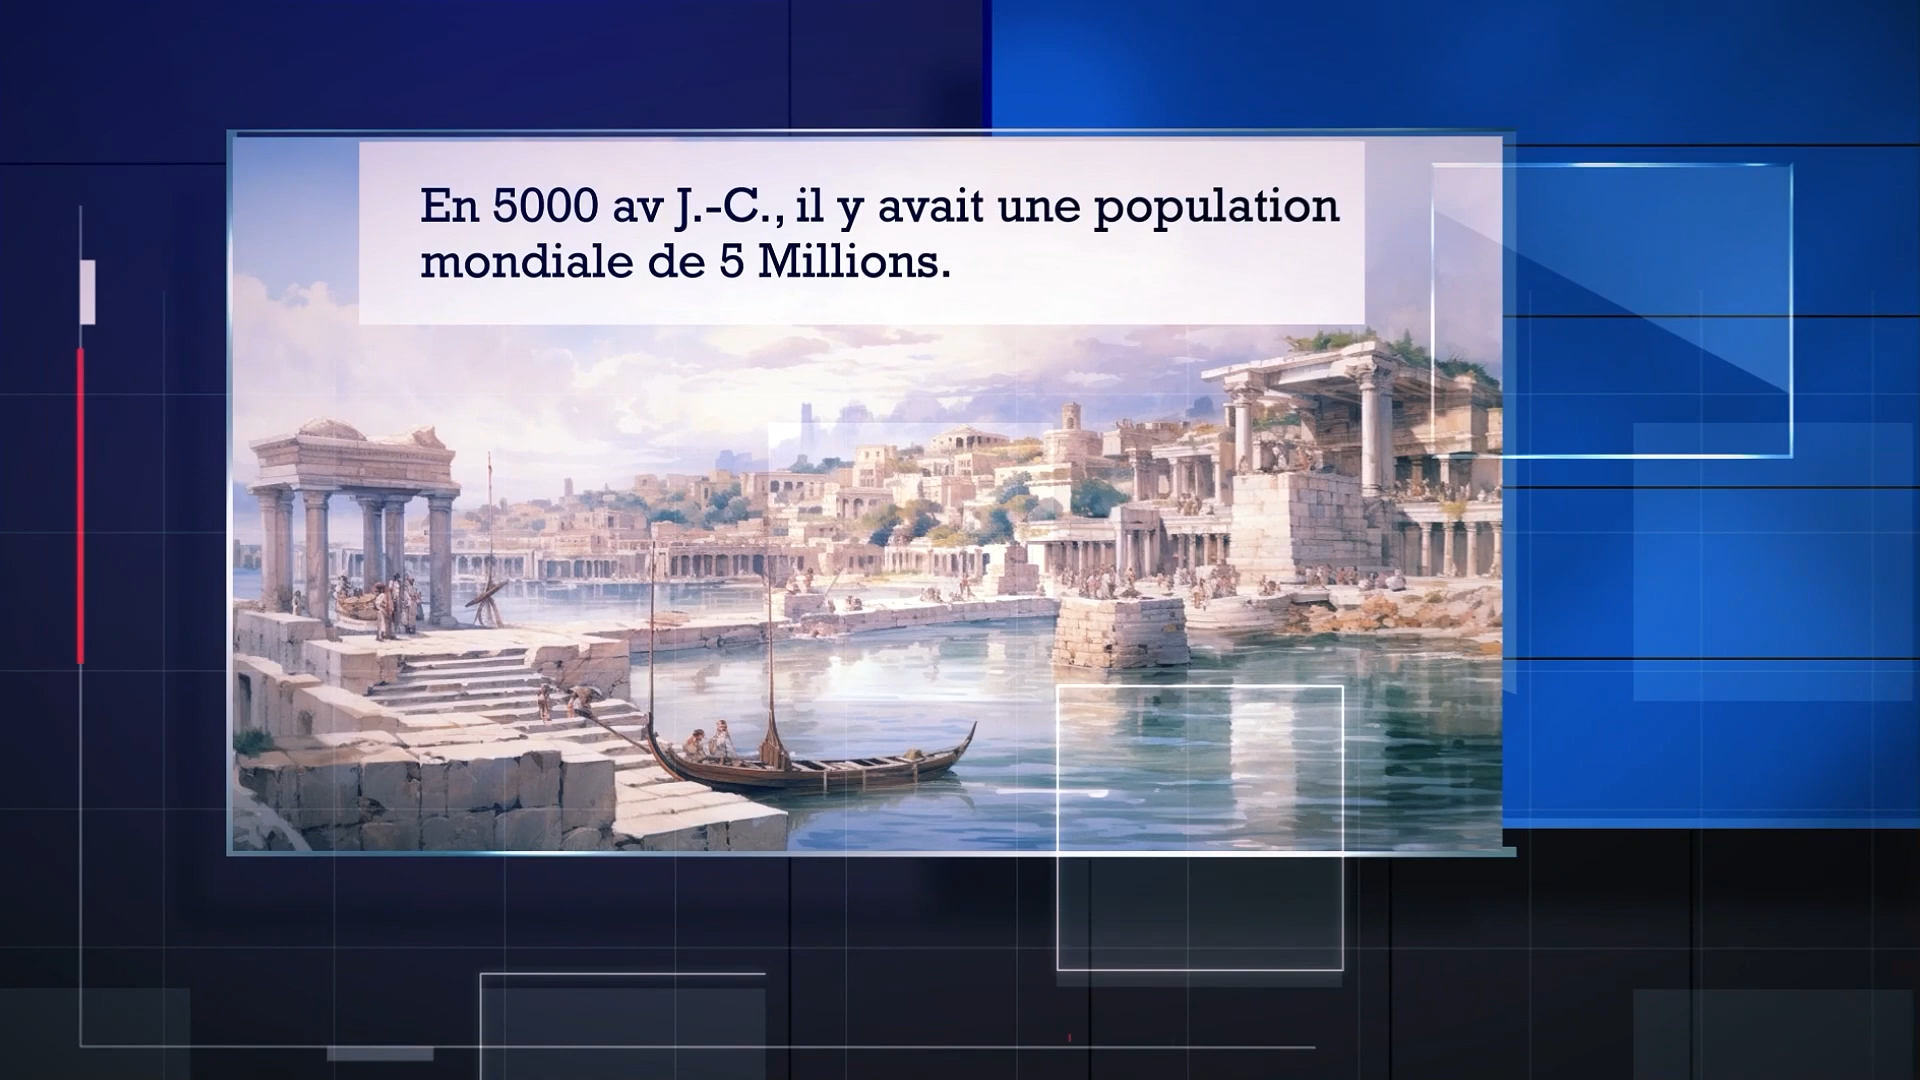 En 5000 av J.-C., il y avait une population
mondiale de 5 Millions.